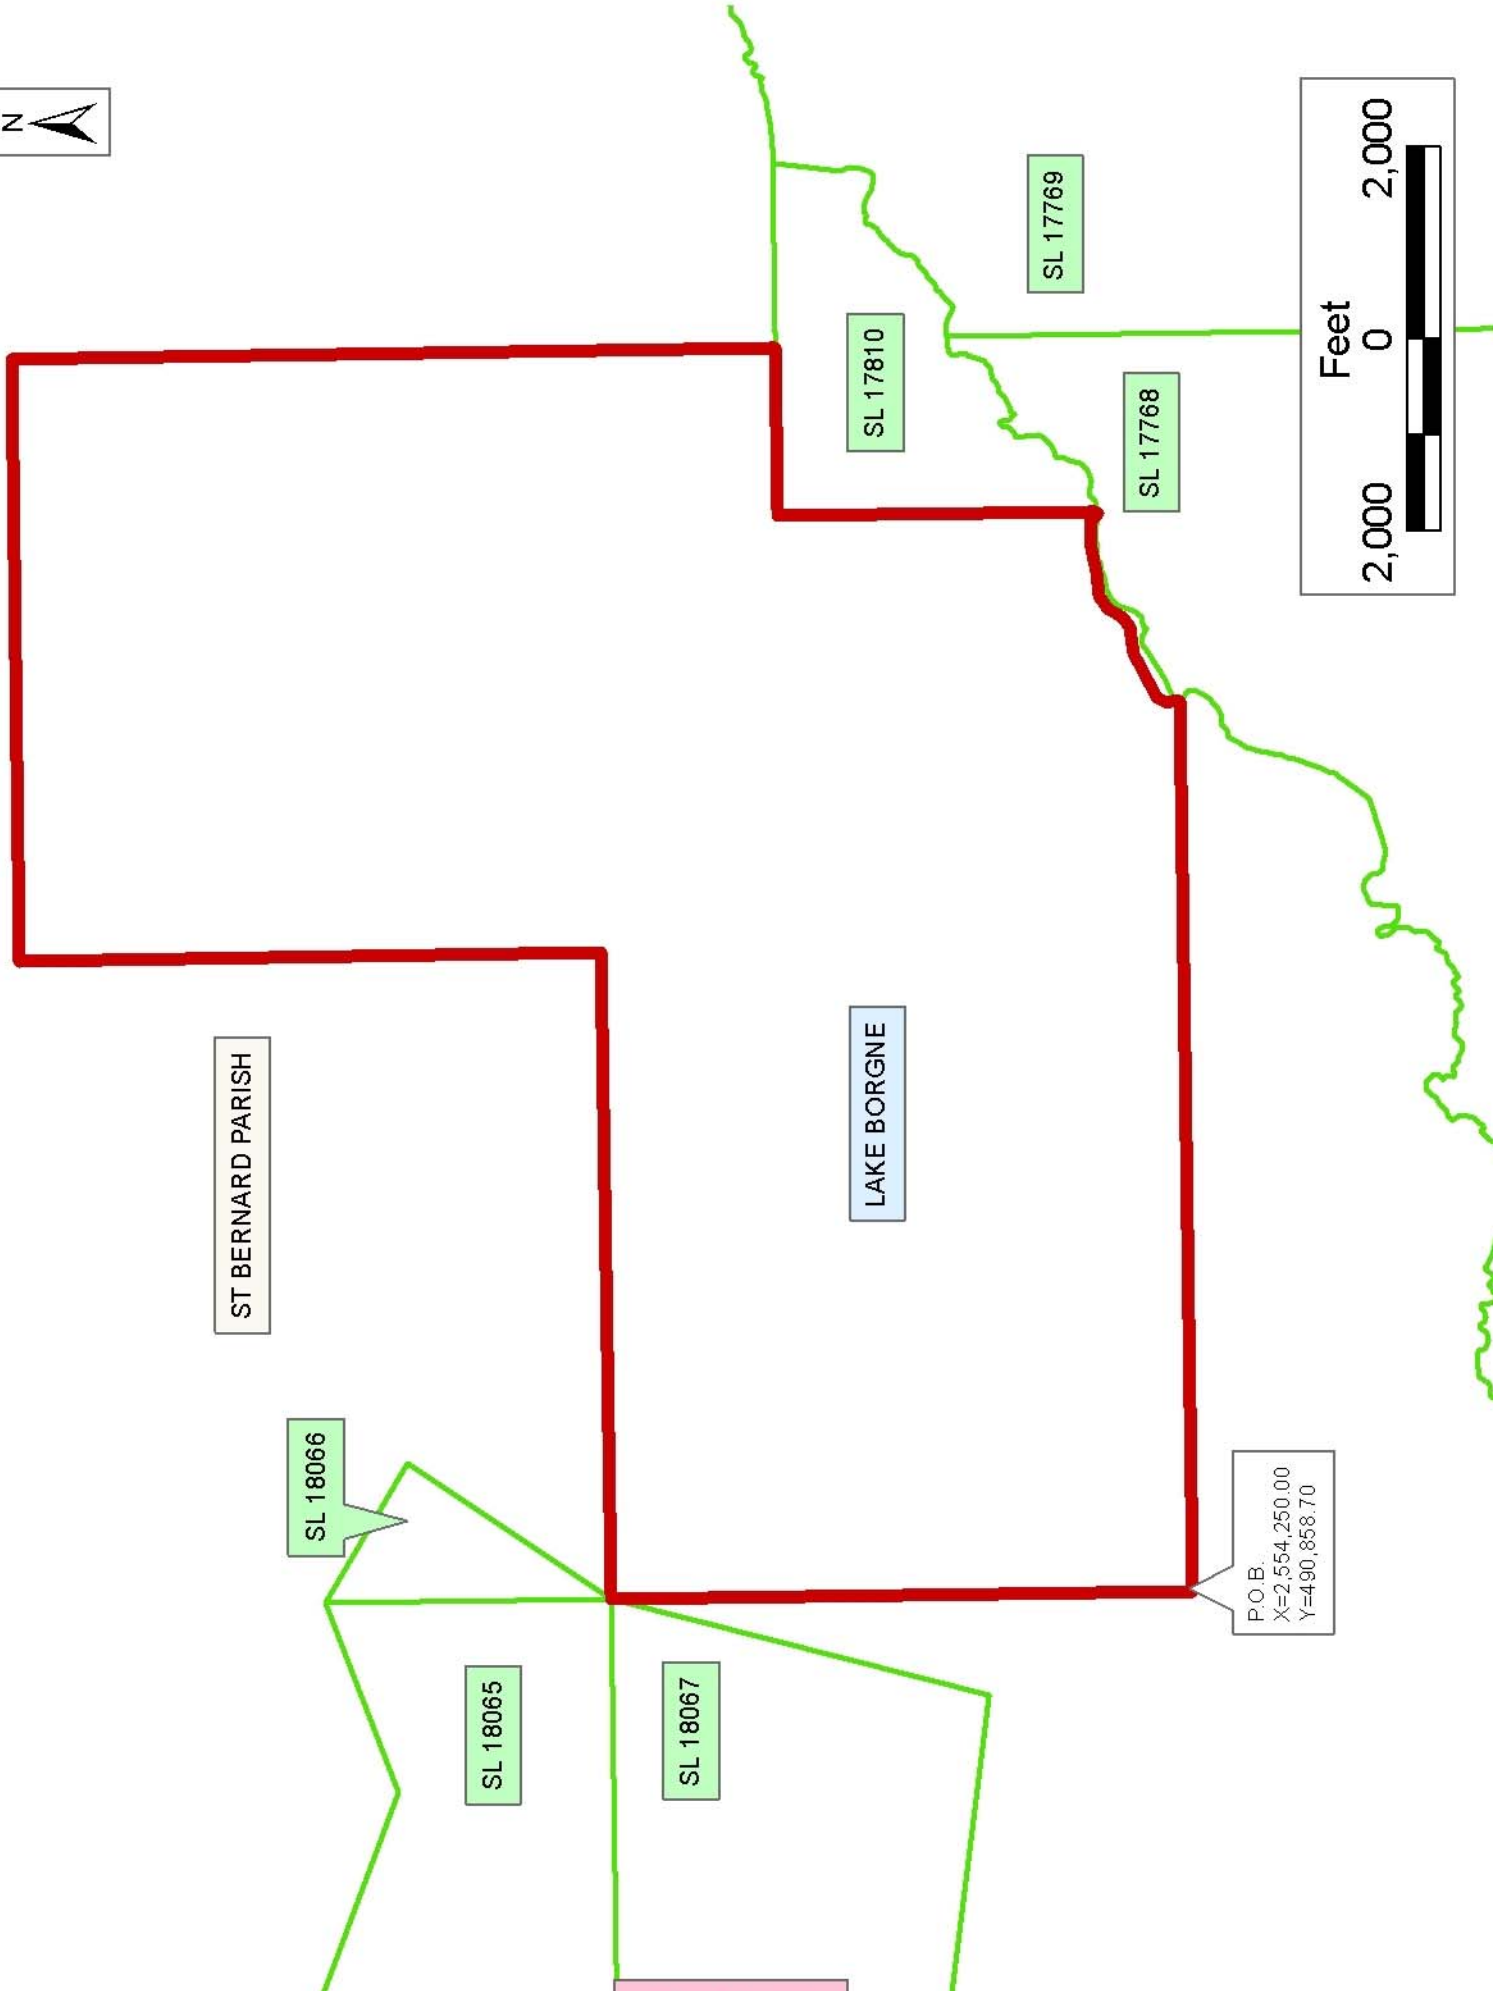 N
ST BERNARD PARISH
SL 18066
SL 18065
SL 18067
LAKE BORGNE
SL 17810
SL 17769
SL 17768
P.O.B.
X=2,554,250.00
Y=490,858.70
Feet
2,000 0 2,000